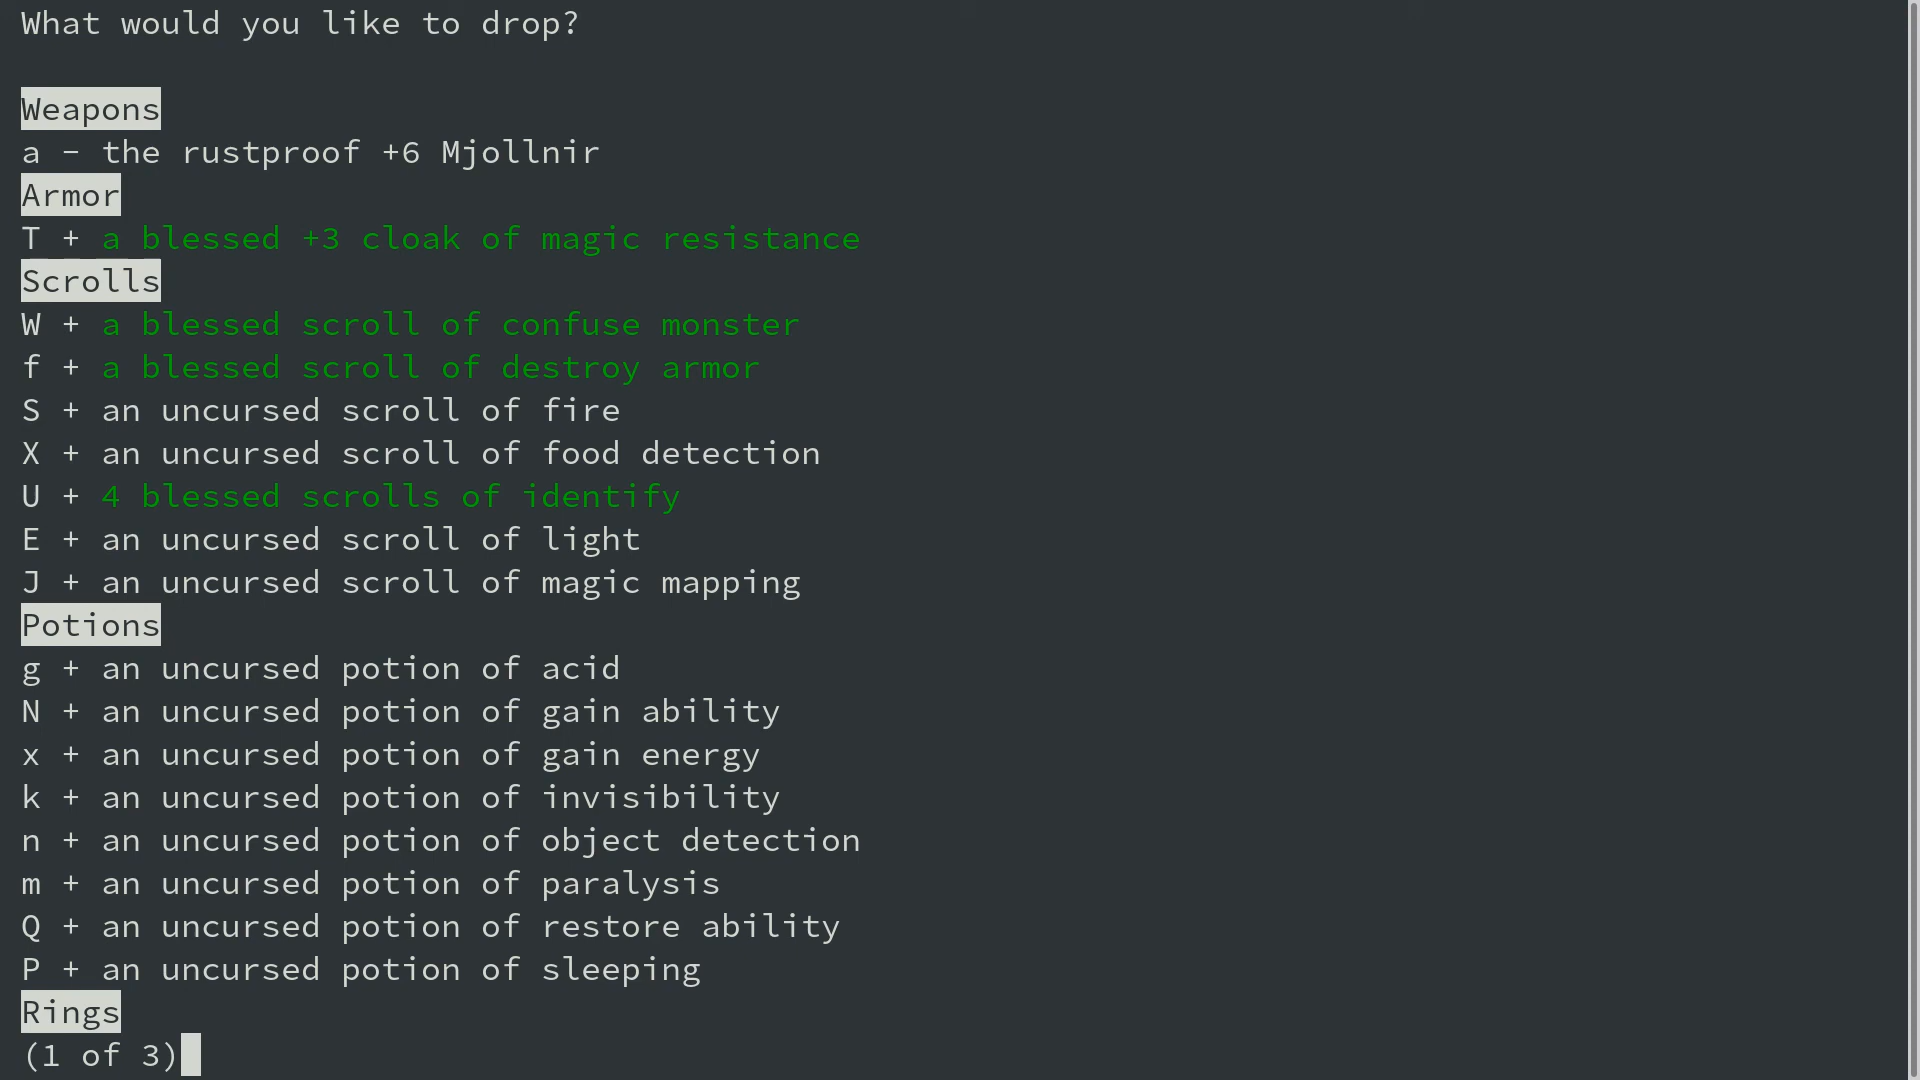 What would you like to drop?
Weapons
a - the rustproof +6 Mjollnir
Armor
T + a blessed +3 cloak of magic resistance
Scrolls
W + a blessed scroll of confuse monster
f + a blessed scroll of destroy armor
S + an uncursed scroll of fire
X + an uncursed scroll of food detection
U + 4 blessed scrolls of identify
E + an uncursed scroll of light
J + an uncursed scroll of magic mapping
Potions
g + an uncursed potion of acid
N + an uncursed potion of gain ability
x + an uncursed potion of gain energy
k + an uncursed potion of invisibility
n + an uncursed potion of object detection
m + an uncursed potion of paralysis
Q + an uncursed potion of restore ability
P + an uncursed potion of sleeping
Rings
(1 of 3)